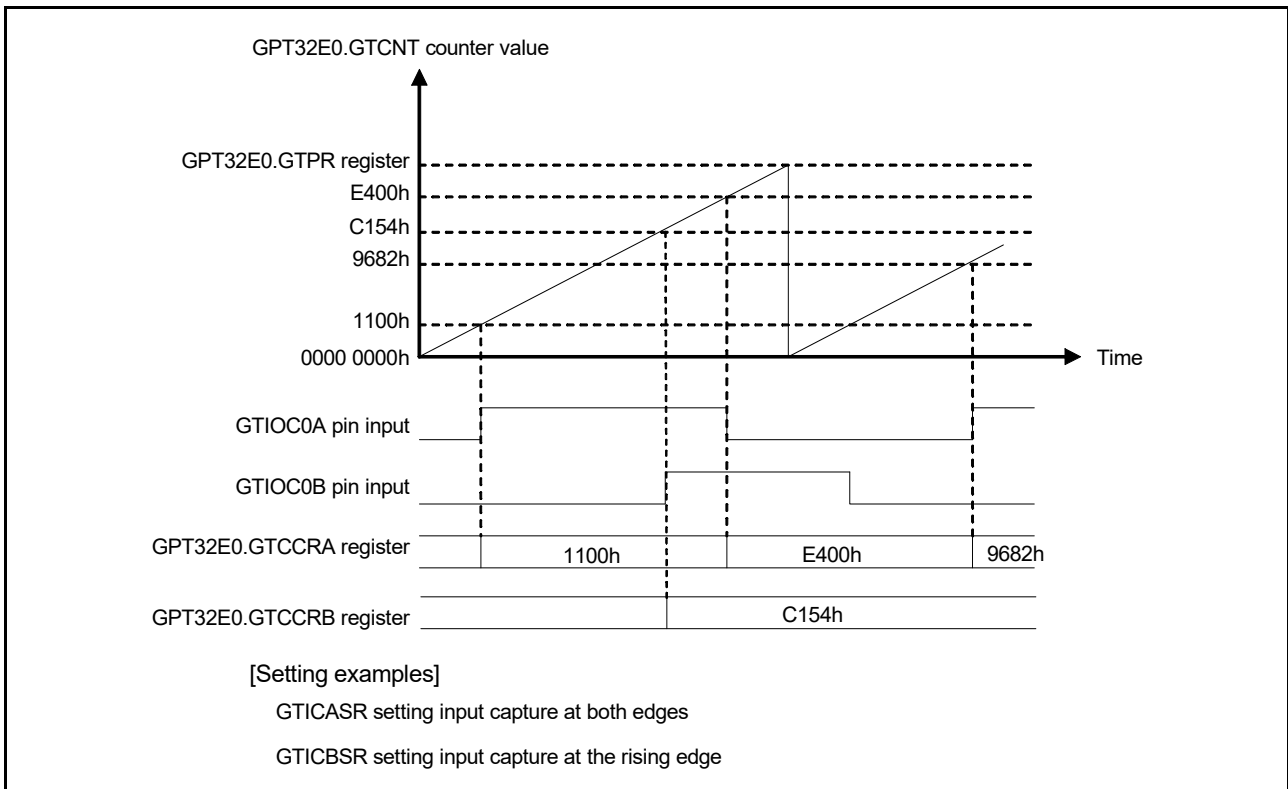 GPT32E0.GTCNT counter value
GPT32E0.GTPR register
E400h
C154h
9682h
1100h
0000 0000h
Time
GTIOC0A pin input
GTIOC0B pin input
GPT32E0.GTCCRA register
1100h
E400h
9682h
GPT32E0.GTCCRB register
C154h
[Setting examples]
GTICASR setting input capture at both edges
GTICBSR setting input capture at the rising edge